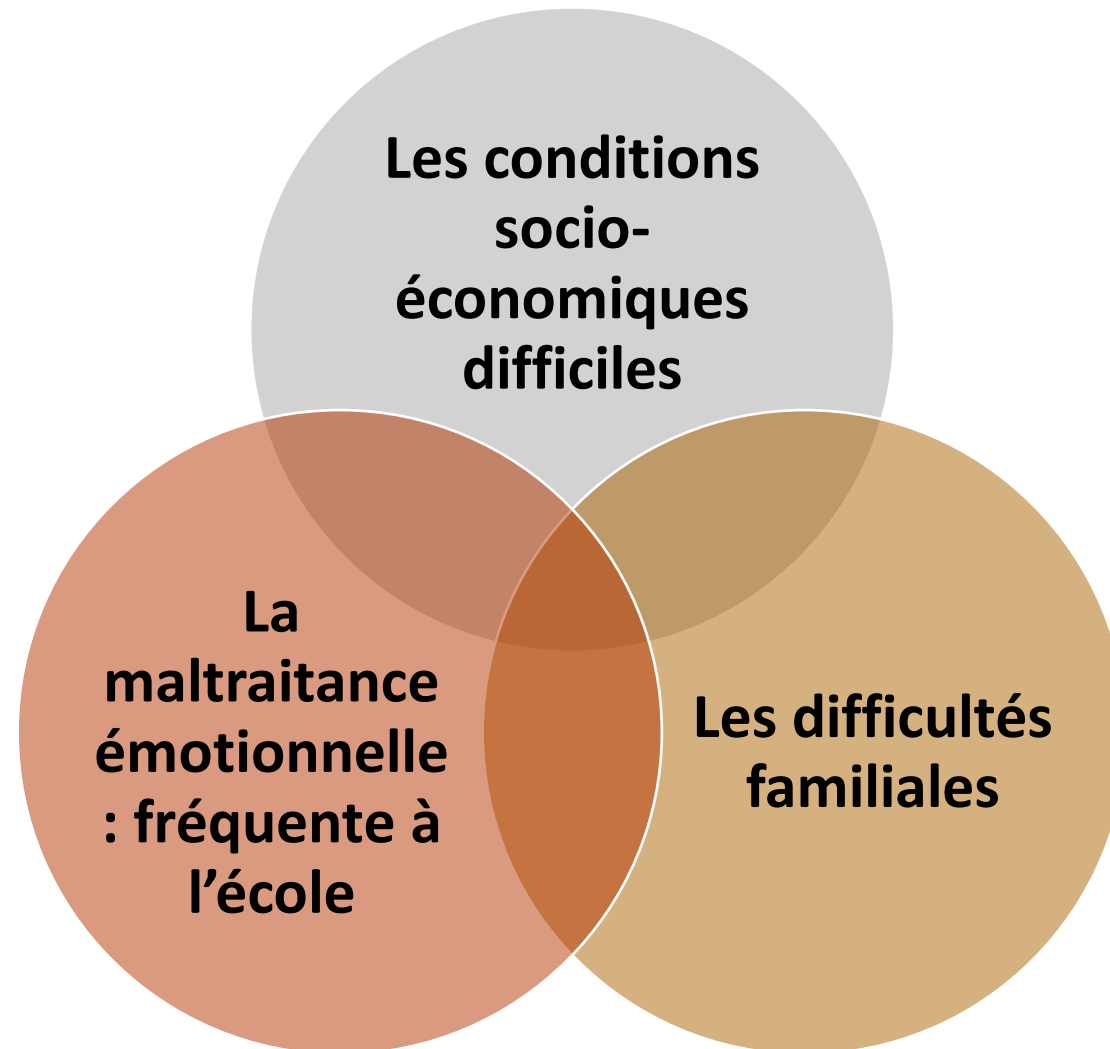 Les conditions
socio-
économiques
difficiles
La
maltraitance
émotionnelle
: fréquente à
l’école
Les difficultés
familiales